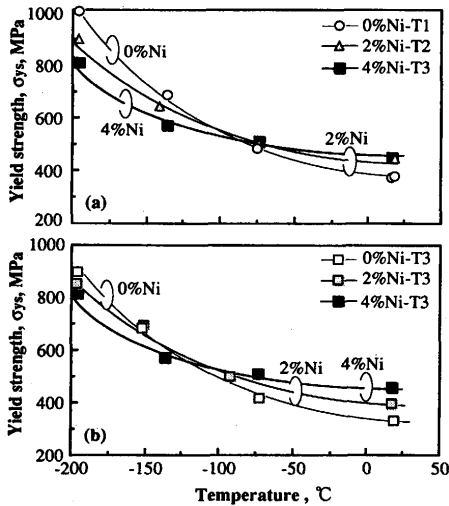 1000
800
600
400
200
Yield strength, σys, MPa
0%Ni
4%Ni
2%Ni
0%Ni-T1
2%Ni-T2
4%Ni-T3
(a)
1000
800
600
400
200
Yield strength, σys, MPa
0%Ni
2%Ni
4%Ni
0%Ni-T3
2%Ni-T3
4%Ni-T3
(b)
-200 -150 -100 -50 0 50
Temperature , ℃